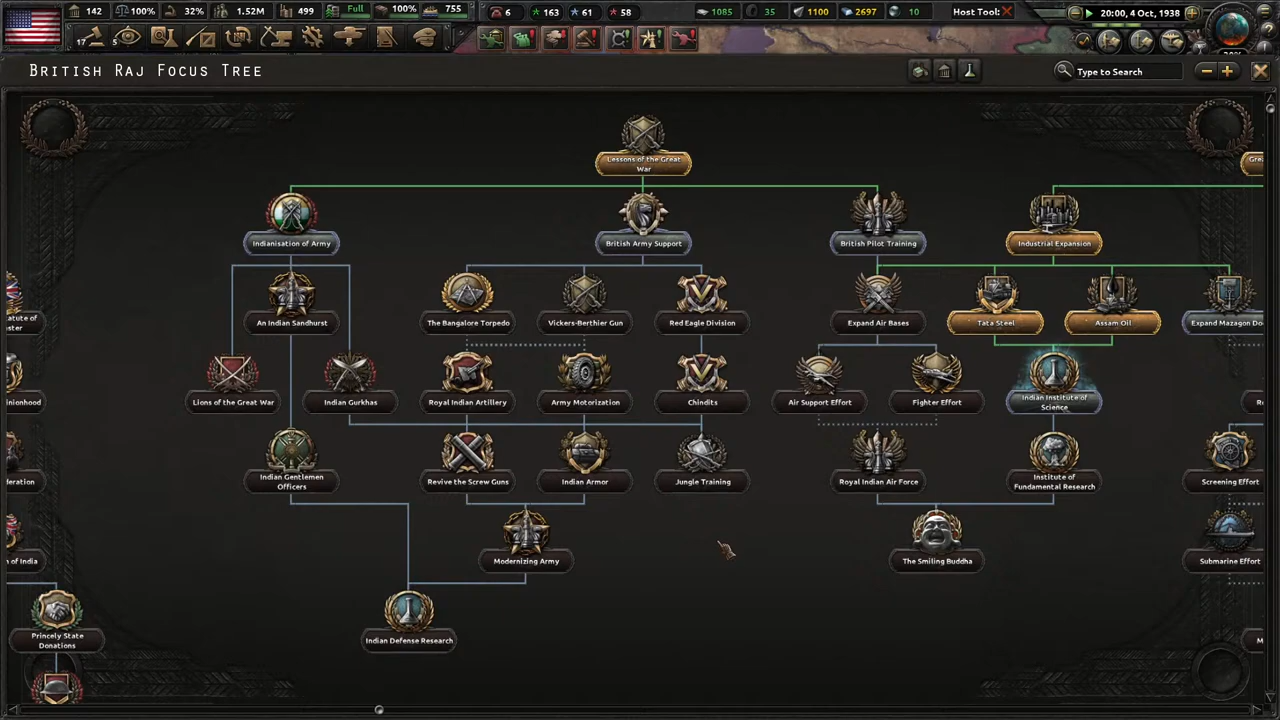 142
100%
32%
1.52M
499
Full
100%
755
163
61
58
1085
35
1100
2697
10
Host Tool:
20:00, 4 Oct, 1938
17
5
British Raj Focus Tree
Type to Search
Lessons of the Great
War
Indianisation of Army
British Army Support
British Pilot Training
Industrial Expansion
An Indian Sandhurst
The Bangalore Torpedo
Vickers-Berthier Gun
Red Eagle Division
Expand Air Bases
Tata Steel
Assam Oil
Expand Mazagon Do
Lions of the Great War
Indian Gurkhas
Royal Indian Artillery
Army Motorization
Chindits
Air Support Effort
Fighter Effort
Indian Institute of
Science
Indian Gentlemen
Officers
Revive the Screw Guns
Indian Armor
Jungle Training
Royal Indian Air Force
Institute of
Fundamental Research
Screening Effort
Modernizing Army
The Smiling Buddha
Submarine Effort
n of India
Princely State
Donations
Indian Defense Research